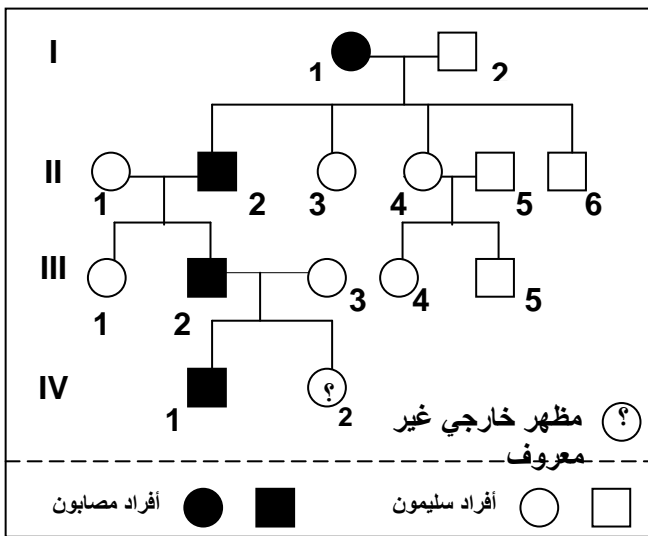 I
1 2
II
1 2 3 4 5 6
III
1 2 3 4 5
IV
1 ؟ 2
؟ مظهر خارجي غير
معروف
أفراد سليمون
أفراد مصابون